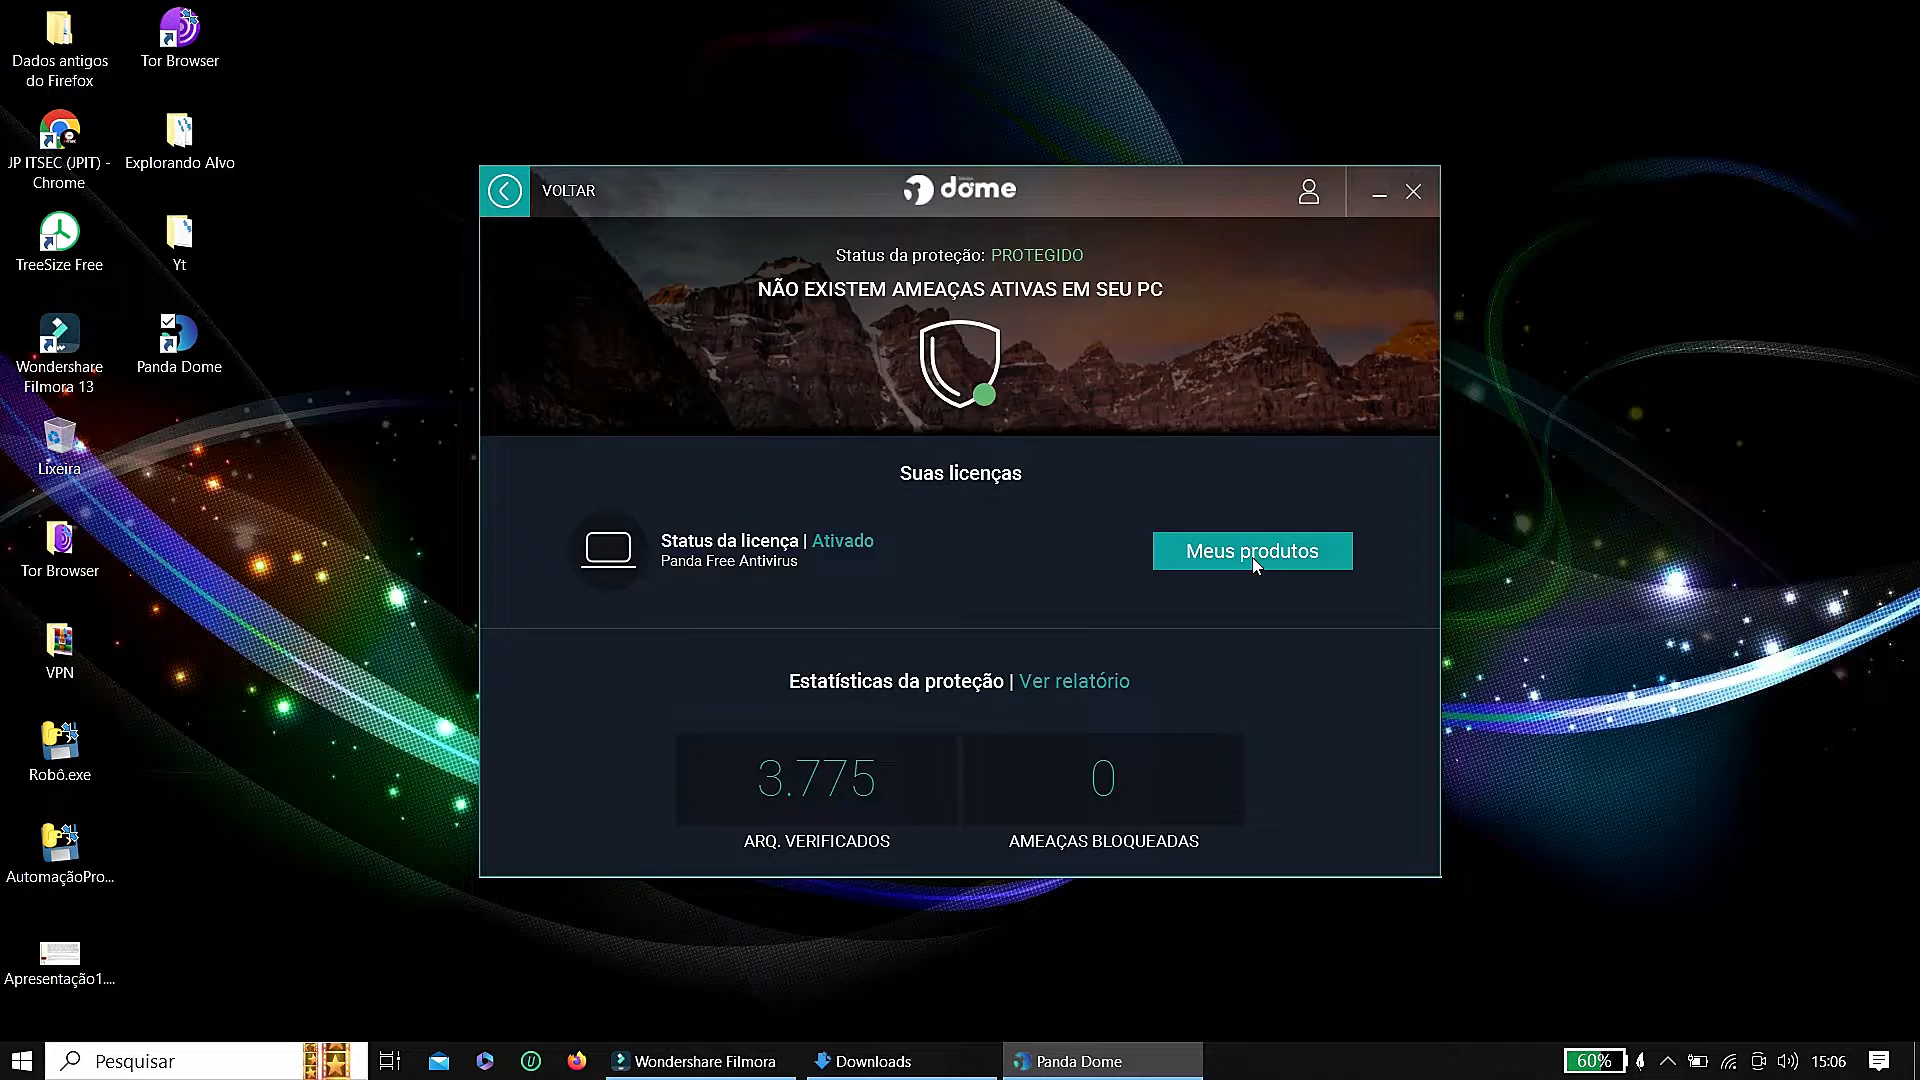 Dados antigos
do Firefox
Tor Browser
JP ITSEC (JPIT) -
Chrome
Explorando Alvo
TreeSize Free
Yt
Wondershare
Filmora 13
Panda Dome
Lixeira
Tor Browser
VPN
Robô.exe
AutomaçãoPro...
Apresentação1....
VOLTAR
dome
Status da proteção: PROTEGIDO
NÃO EXISTEM AMEAÇAS ATIVAS EM SEU PC
Suas licenças
Status da licença | Ativado
Panda Free Antivirus
Meus produtos
Estatísticas da proteção | Ver relatório
3.775
0
ARQ. VERIFICADOS
AMEAÇAS BLOQUEADAS
Pesquisar
Wondershare Filmora
Downloads
Panda Dome
60%
15:06